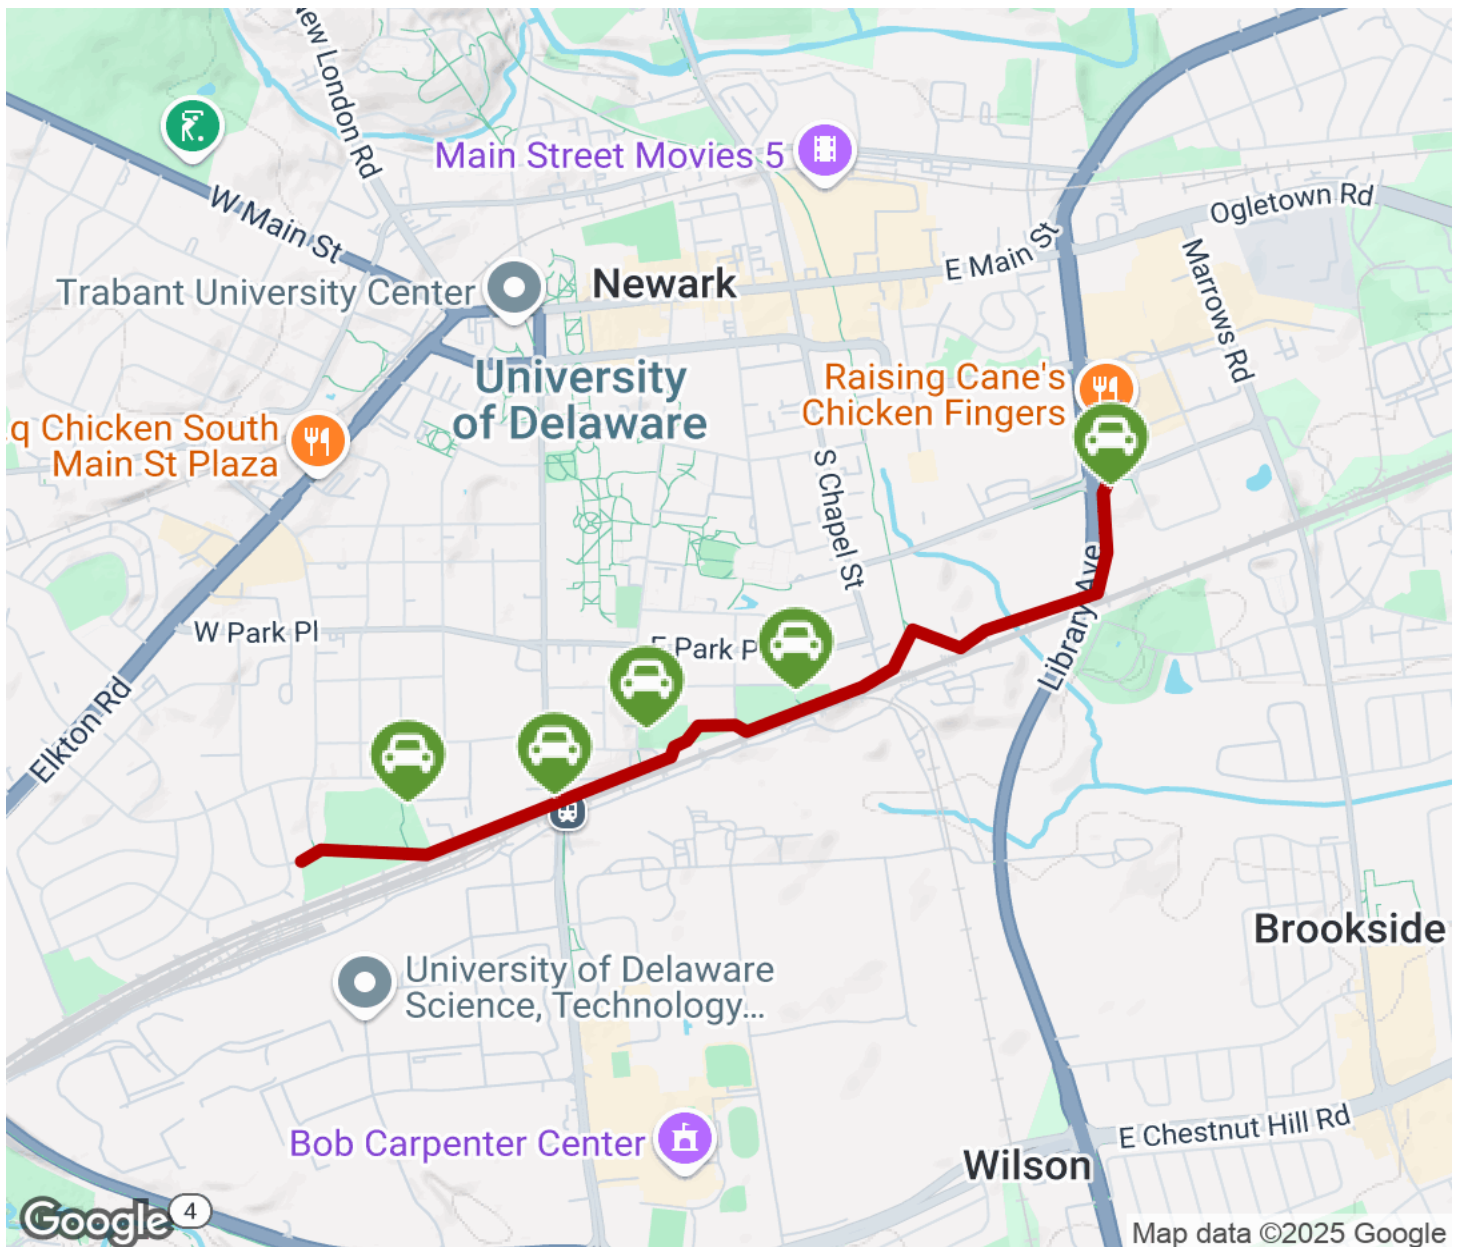 New London Rd
Main Street Movies 5
W Main St
Ogletown Rd
E Main St
Marrows Rd
Trabant University Center
Newark
University
of Delaware
Raising Cane's
Chicken Fingers
q Chicken South
Main St Plaza
S Chapel St
Library Ave
W Park Pl
E Park P
Elkton Rd
Brookside
University of Delaware
Science, Technology...
E Chestnut Hill Rd
Bob Carpenter Center
Wilson
Google
4
Map data ©2025 Google